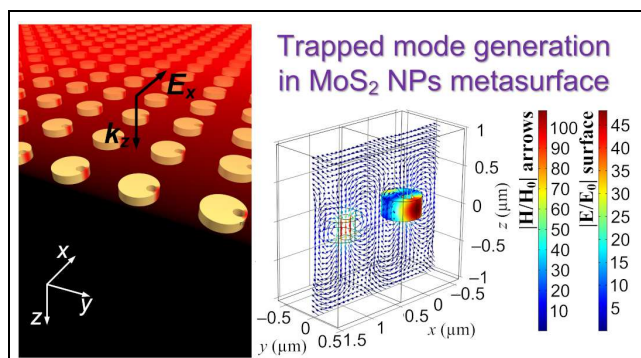 Trapped mode generation
in MoS₂ NPs metasurface
Eₓ
k_z
x
y
z
1
0.5
0
-0.5
-1
z (µm)
-0.5
0
0.5
y (µm)
1.5
1
0.5
0
-0.5
x (µm)
|H/H₀| arrows
100
90
80
70
60
50
40
30
20
10
|E/E₀| surface
45
40
35
30
25
20
15
10
5